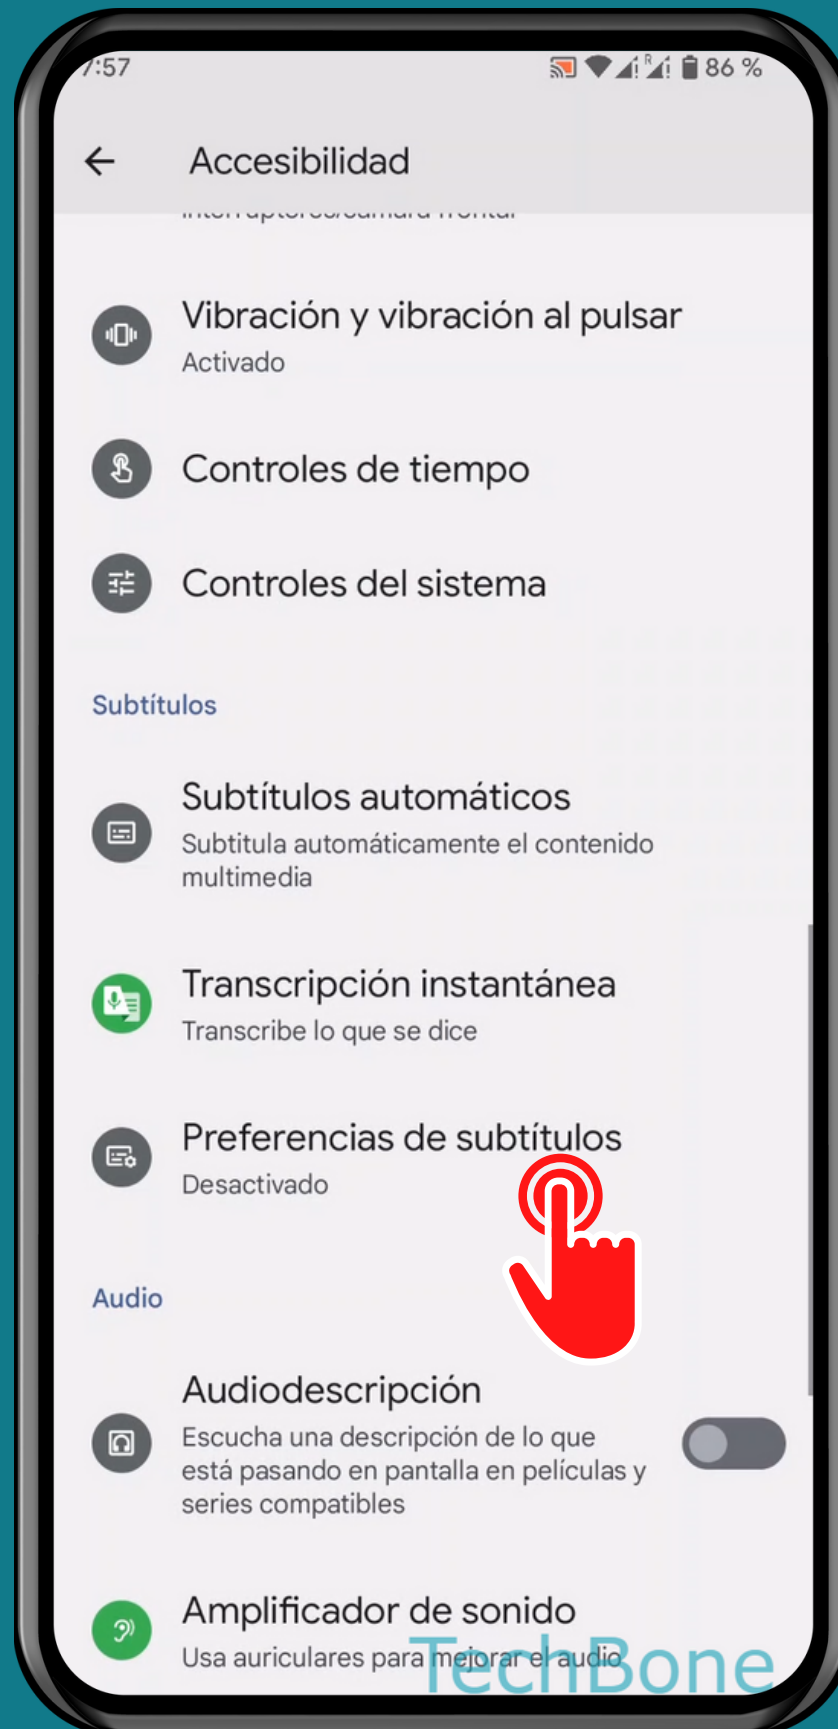 7:57
R
86 %
Accesibilidad
interruptores/cámara frontal
Vibración y vibración al pulsar
Activado
Controles de tiempo
Controles del sistema
Subtítulos
Subtítulos automáticos
Subtitula automáticamente el contenido
multimedia
Transcripción instantánea
Transcribe lo que se dice
Preferencias de subtítulos
Desactivado
Audio
Audiodescripción
Escucha una descripción de lo que
está pasando en pantalla en películas y
series compatibles
Amplificador de sonido
Usa auriculares para mejorar el audio
TechBone